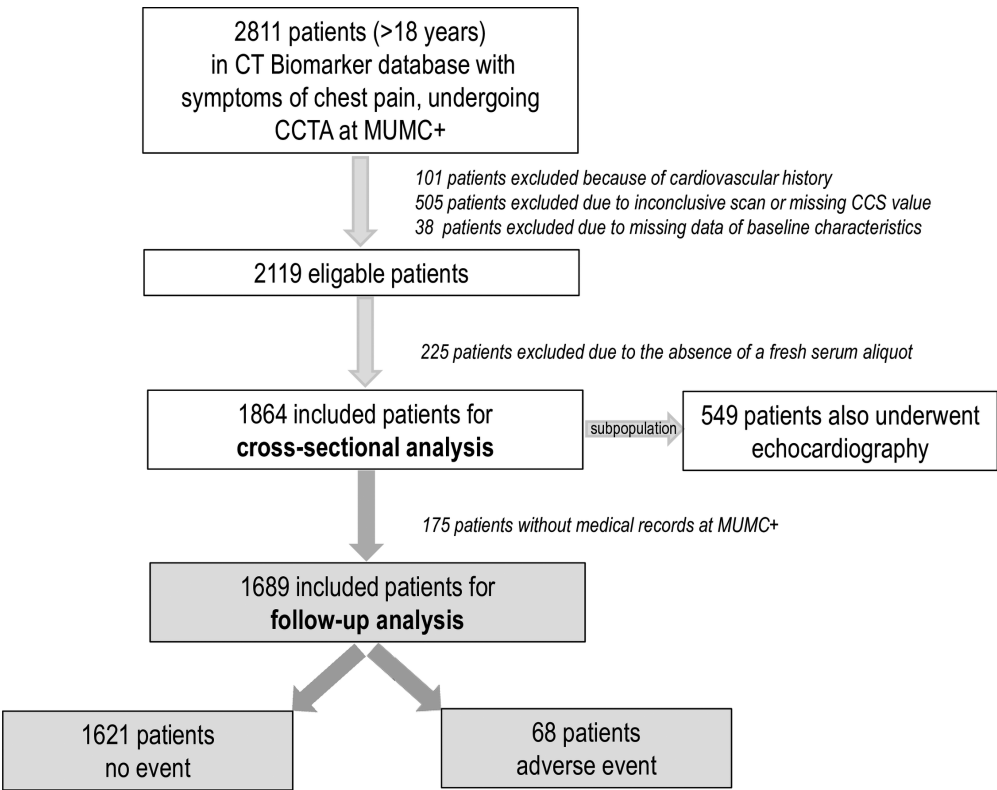 2811 patients (>18 years)
in CT Biomarker database with
symptoms of chest pain, undergoing
CCTA at MUMC+
101 patients excluded because of cardiovascular history
505 patients excluded due to inconclusive scan or missing CCS value
38 patients excluded due to missing data of baseline characteristics
2119 eligible patients
225 patients excluded due to the absence of a fresh serum aliquot
1864 included patients for
cross-sectional analysis
subpopulation
549 patients also underwent
echocardiography
175 patients without medical records at MUMC+
1689 included patients for
follow-up analysis
1621 patients
no event
68 patients
adverse event